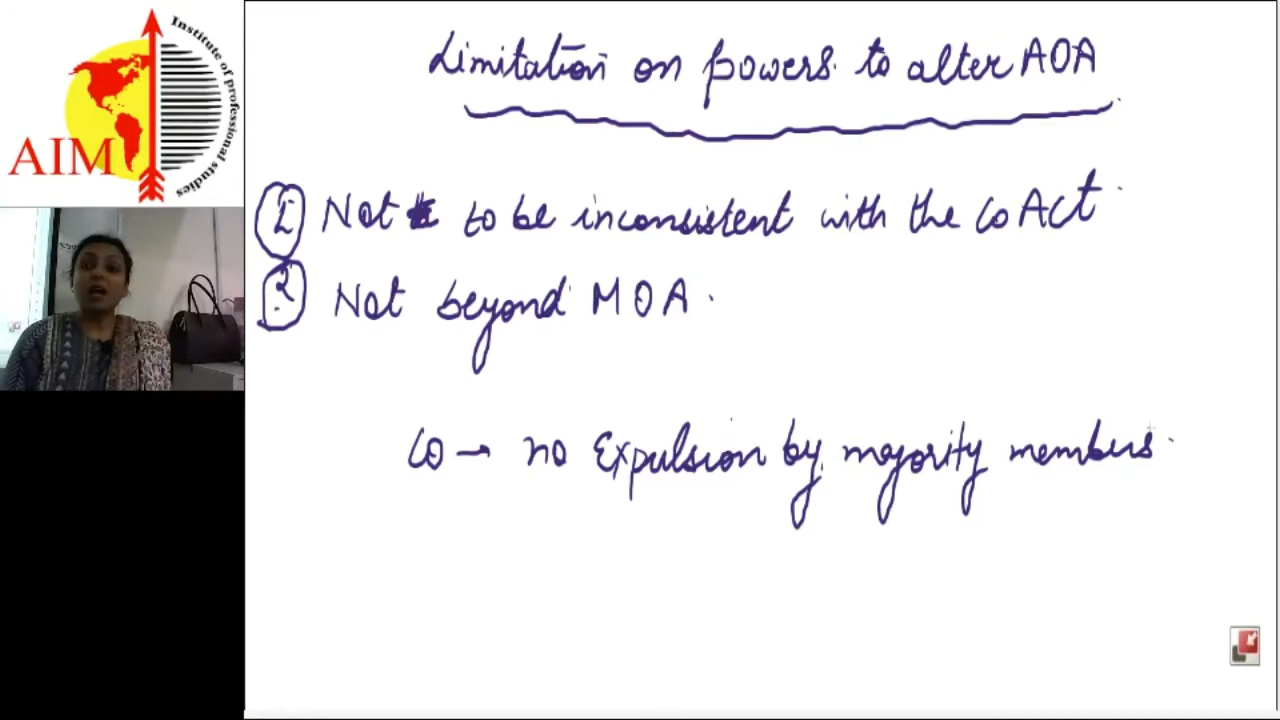 AIM
Institute of professional studies
Limitation on powers to alter AOA
1 Not to be inconsistent with the Co Act
2 Not beyond MOA.
Co → no Expulsion by majority members.